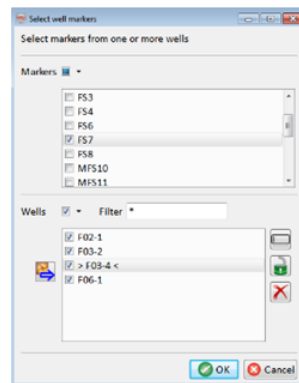 Select well markers
Select markers from one or more wells
Markers
FS3
FS4
FS6
FS7
FS8
MFS10
MFS11
Wells Filter *
F02-1
F03-2
> F03-4 <
F06-1
OK Cancel